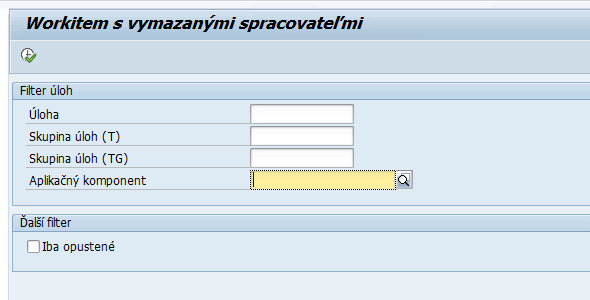 Workitem s vymazanými spracovateľmi
Filter úloh
Úloha
Skupina úloh (T)
Skupina úloh (TG)
Aplikačný komponent
Ďalší filter
Iba opustené